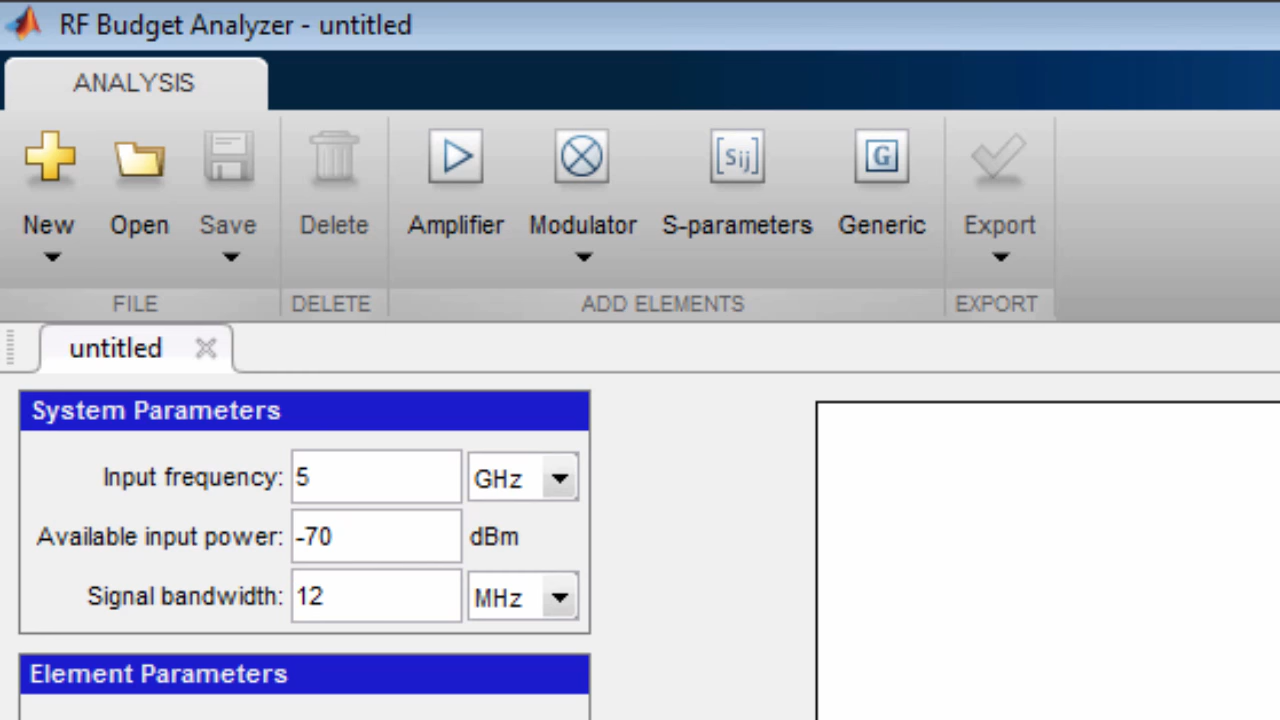 RF Budget Analyzer - untitled
ANALYSIS
[Sij] G
New Open Save Delete Amplifier Modulator S-parameters Generic Export
FILE DELETE ADD ELEMENTS EXPORT
untitled
System Parameters
Input frequency: 5 GHz
Available input power: -70 dBm
Signal bandwidth: 12 MHz
Element Parameters